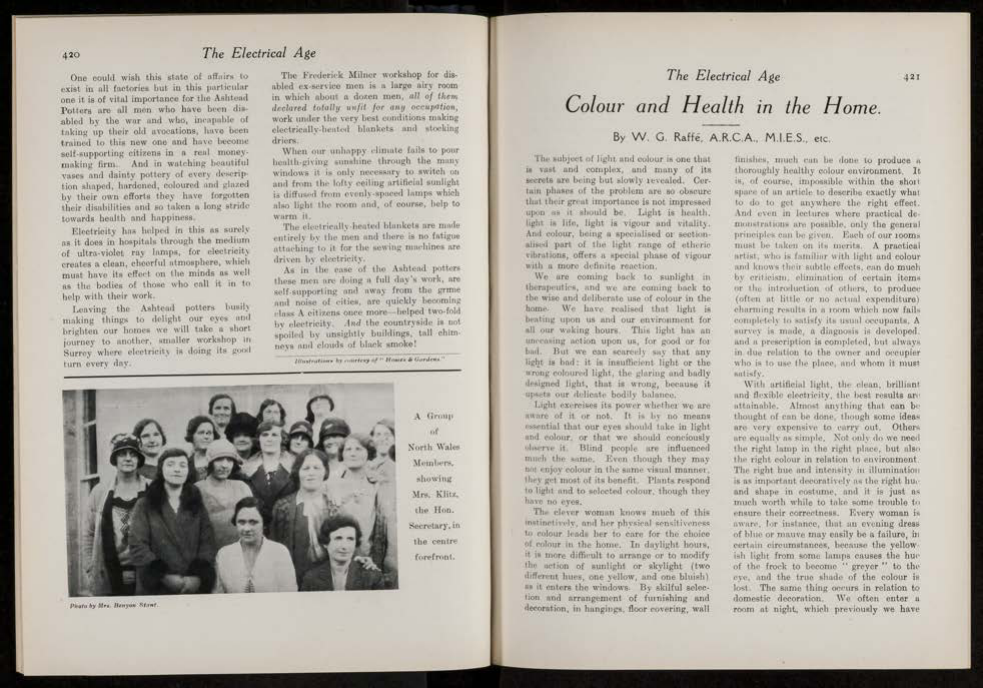 420
The Electrical Age
One could wish this state of affairs to
exist in all factories but in this particular
one it is of vital importance for the Ashtead
Potters are all men who have been dis-
abled by the war and who, incapable of
taking up their old avocations, have been
trained to this new one and have become
self-supporting citizens in a real money-
making firm. And in watching beautiful
vases and dainty pottery of every descrip-
tion shaped, hardened, coloured and glazed
by their own efforts they have forgotten
their disabilities and so taken a long stride
towards health and happiness.
Electricity has helped in this as surely
as it does in hospitals through the medium
of ultra-violet ray lamps, for electricity
creates a clean, cheerful atmosphere, which
must have its effect on the minds as well
as the bodies of those who call it in to
help with their work.
Leaving the Ashtead potters busily
making things to delight our eyes and
brighten our homes we will take a short
journey to another, smaller workshop in
Surrey where electricity is doing its good
turn every day.
The Frederick Milner workshop for dis-
abled ex-service men is a large airy room
in which about a dozen men, all of them
declared totally unfit for any occupation,
work under the very best conditions making
electrically-heated blankets and stocking
driers.
When our unhappy climate fails to pour
health-giving sunshine through the many
windows it is only necessary to switch on
and from the lofty ceiling artificial sunlight
is diffused from evenly-spaced lamps which
also light the room and, of course, help to
warm it.
The electrically-heated blankets are made
entirely by the men and there is no fatigue
attaching to it for the sewing machines are
driven by electricity.
As in the case of the Ashtead potters
these men are doing a full day's work, are
self-supporting and away from the grime
and noise of cities, are quickly becoming
class A citizens once more—helped two-fold
by electricity. And the countryside is not
spoiled by unsightly buildings, tall chim-
neys and clouds of black smoke!
Illustrations by courtesy of "Homes & Gardens."
A Group
of
North Wales
Members,
showing
Mrs. Klitz,
the Hon.
Secretary, in
the centre
forefront.
Photo by Mrs. Benyon Stent.
The Electrical Age
421
Colour and Health in the Home.
By W. G. Raffé, A.R.C.A., M.I.E.S., etc.
The subject of light and colour is one that
is vast and complex, and many of its
secrets are being but slowly revealed. Cer-
tain phases of the problem are so obscure
that their great importance is not impressed
upon us it should be. Light is health,
light is life, light is vigour and vitality.
And colour, being a specialised or section-
alised part of the light range of etheric
vibrations, offers a special phase of vigour
with a more definite reaction.
We are coming back to sunlight in
therapeutics, and we are coming back to
the wise and deliberate use of colour in the
home. We have realised that light is
beating upon us and our environment for
all our waking hours. This light has an
unceasing action upon us, for good or for
bad. But we can scarcely say that any
light is bad: it is insufficient light or the
wrong coloured light, the glaring and badly
designed light, that is wrong, because it
upsets our delicate bodily balance.
Light exercises its power whether we are
aware of it or not. It is by no means
essential that our eyes should take in light
and colour, or that we should conciously
observe it. Blind people are influenced
much the same. Even though they may
not enjoy colour in the same visual manner,
they get most of its benefit. Plants respond
to light and to selected colour, though they
have no eyes.
The clever woman knows much of this
instinctively, and her physical sensitiveness
to colour leads her to care for the choice
of colour in the home. In daylight hours,
it is more difficult to arrange or to modify
the action of sunlight or skylight (two
different hues, one yellow, and one bluish)
as it enters the windows. By skilful selec-
tion and arrangement of furnishing and
decoration, in hangings, floor covering, wall
finishes, much can be done to produce a
thoroughly healthy colour environment. It
is, of course, impossible within the short
space of an article to describe exactly what
to do to get anywhere the right effect.
And even in lectures where practical de-
monstrations are possible, only the general
principles can be given. Each of our rooms
must be taken on its merits. A practical
artist, who is familiar with light and colour
and knows their subtle effects, can do much
by criticism, elimination of certain items
or the introduction of others, to produce
(often at little or no actual expenditure)
charming results in a room which now fails
completely to satisfy its usual occupants. A
survey is made, a diagnosis is developed,
and a prescription is completed, but always
in due relation to the owner and occupier
who is to use the place, and whom it must
satisfy.
With artificial light, the clean, brilliant
and flexible electricity, the best results are
attainable. Almost anything that can be
thought of can be done, though some ideas
are very expensive to carry out. Others
are equally as simple. Not only do we need
the right lamp in the right place, but also
the right colour in relation to environment.
The right hue and intensity in illumination
is as important decoratively as the right hue
and shape in costume, and it is just as
much worth while to take some trouble to
ensure their correctness. Every woman is
aware, for instance, that an evening dress
of blue or mauve may easily be a failure, in
certain circumstances, because the yellow-
ish light from some lamps causes the hue
of the frock to become "greyer" to the
eye, and the true shade of the colour is
lost. The same thing occurs in relation to
domestic decoration. We often enter a
room at night, which previously we have